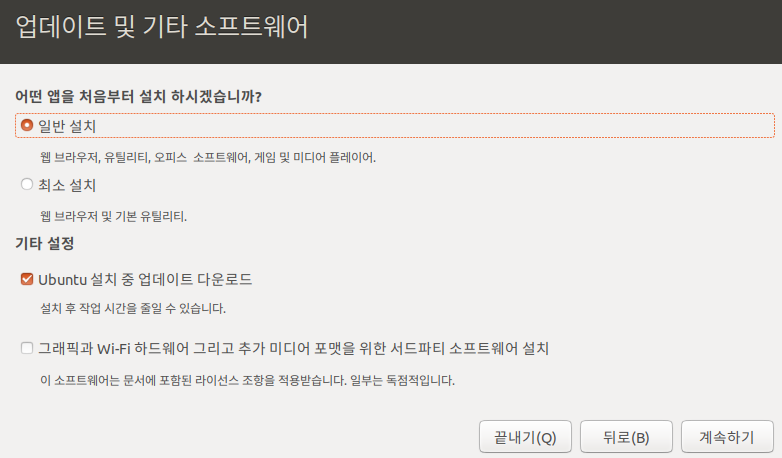 업데이트 및 기타 소프트웨어
어떤 앱을 처음부터 설치 하시겠습니까?
일반 설치
웹 브라우저, 유틸리티, 오피스 소프트웨어, 게임 및 미디어 플레이어.
최소 설치
웹 브라우저 및 기본 유틸리티.
기타 설정
Ubuntu 설치 중 업데이트 다운로드
설치 후 작업 시간을 줄일 수 있습니다.
그래픽과 Wi-Fi 하드웨어 그리고 추가 미디어 포맷을 위한 서드파티 소프트웨어 설치
이 소프트웨어는 문서에 포함된 라이선스 조항을 적용받습니다. 일부는 독점적입니다.
끝내기(Q) 뒤로(B) 계속하기